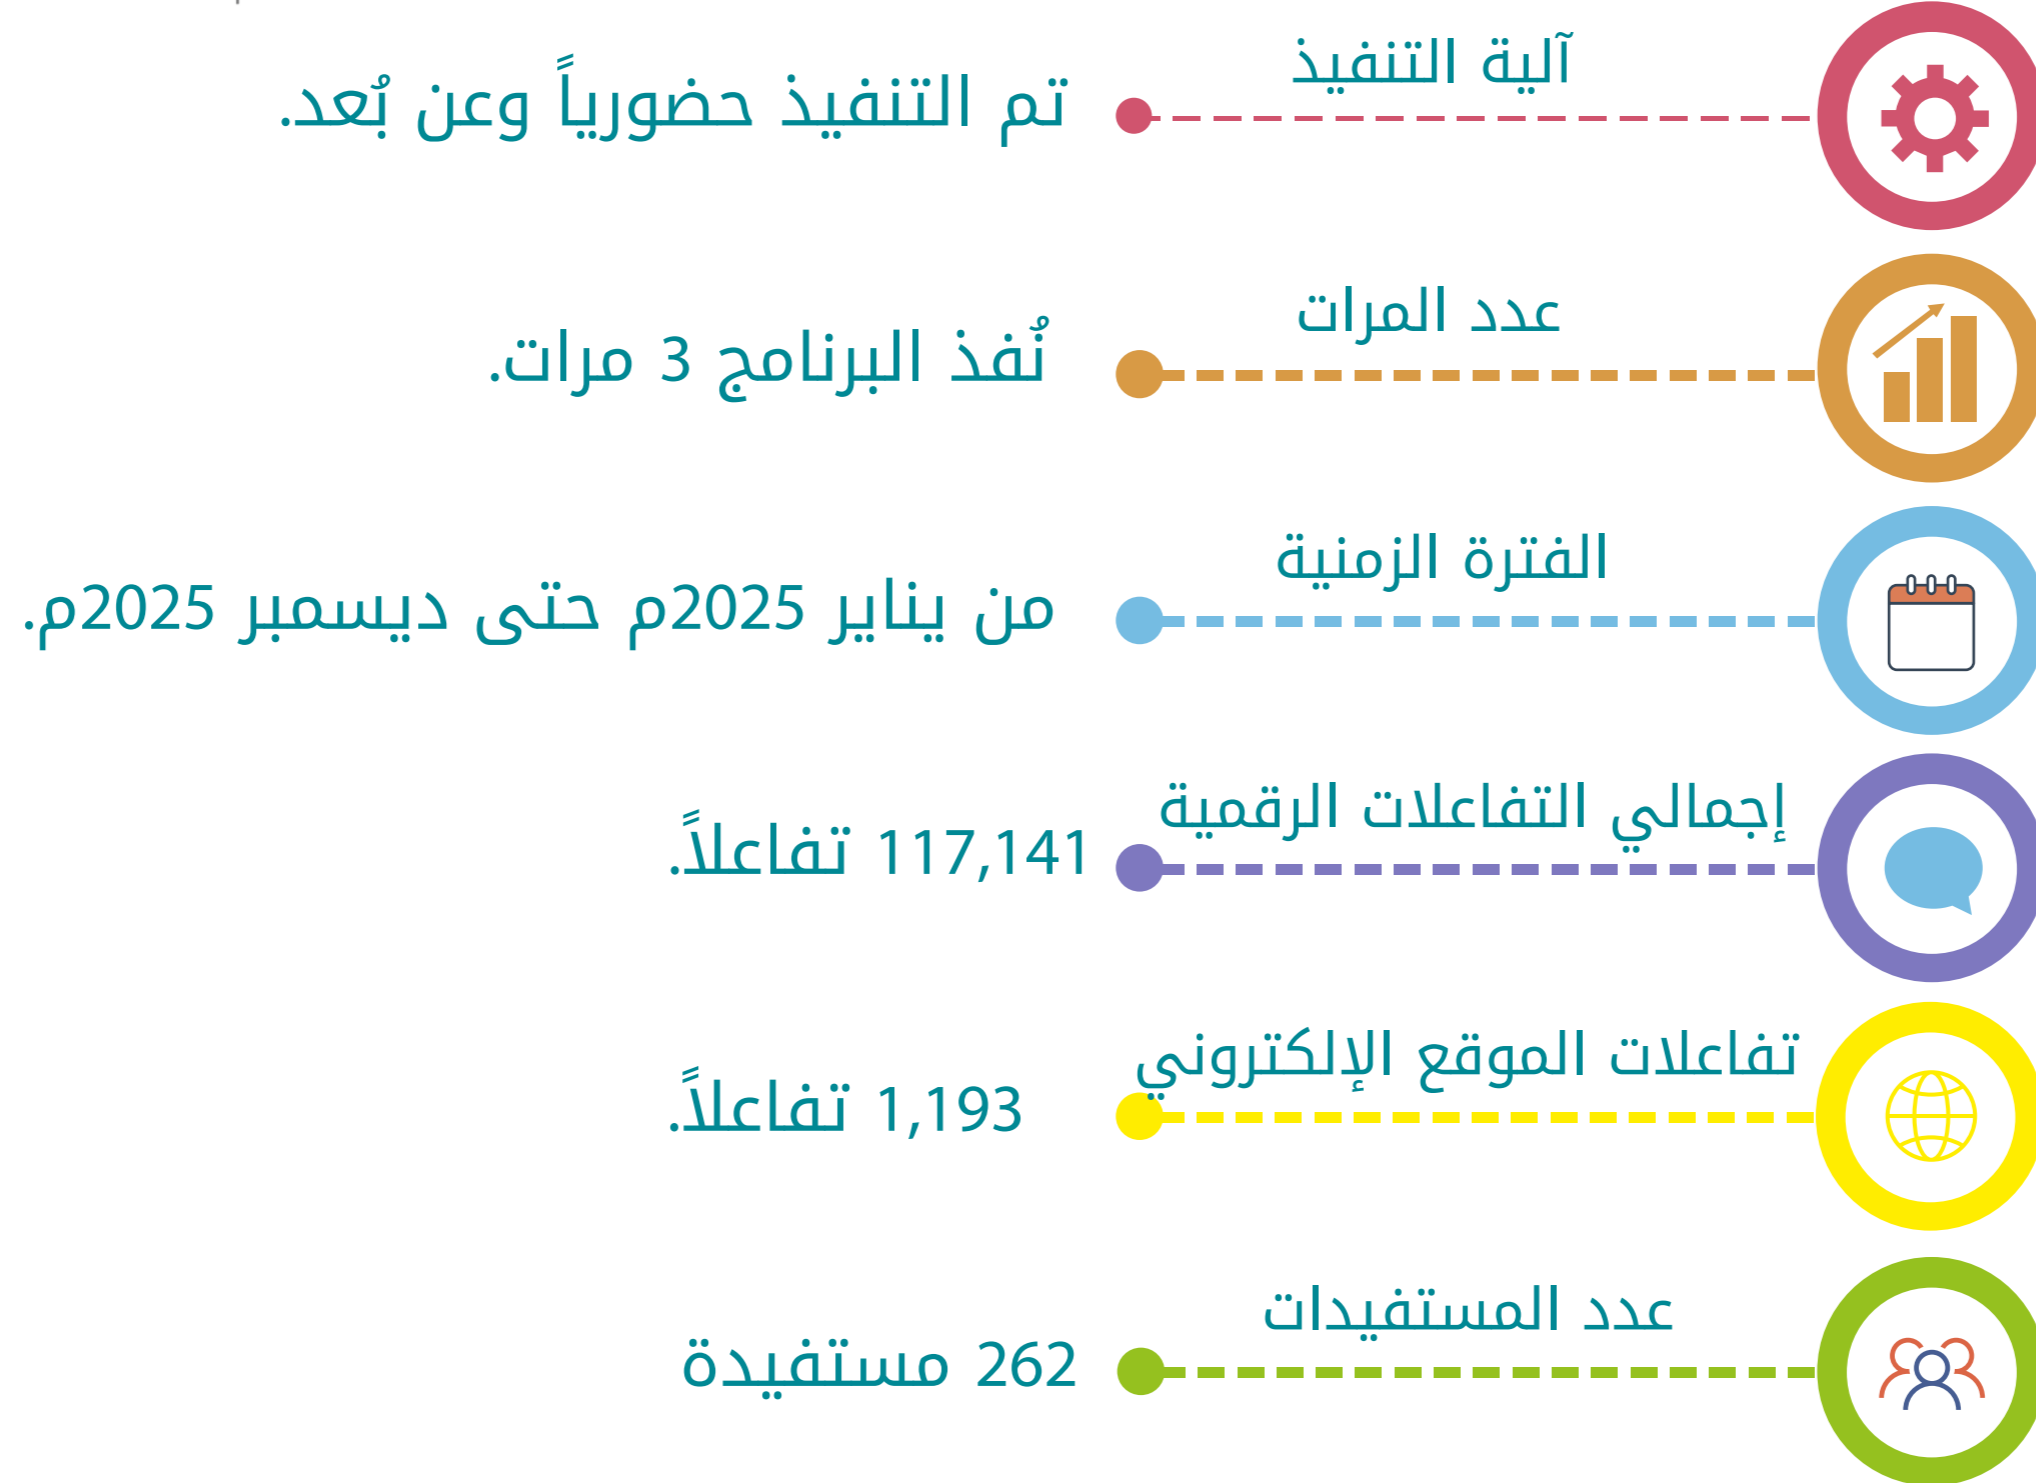 آلية التنفيذ
تم التنفيذ حضورياً وعن بُعد.
عدد المرات
نُفذ البرنامج 3 مرات.
الفترة الزمنية
من يناير 2025م حتى ديسمبر 2025م.
إجمالي التفاعلات الرقمية
117,141 تفاعلاً.
تفاعلات الموقع الإلكتروني
1,193 تفاعلاً.
عدد المستفيدات
262 مستفيدة